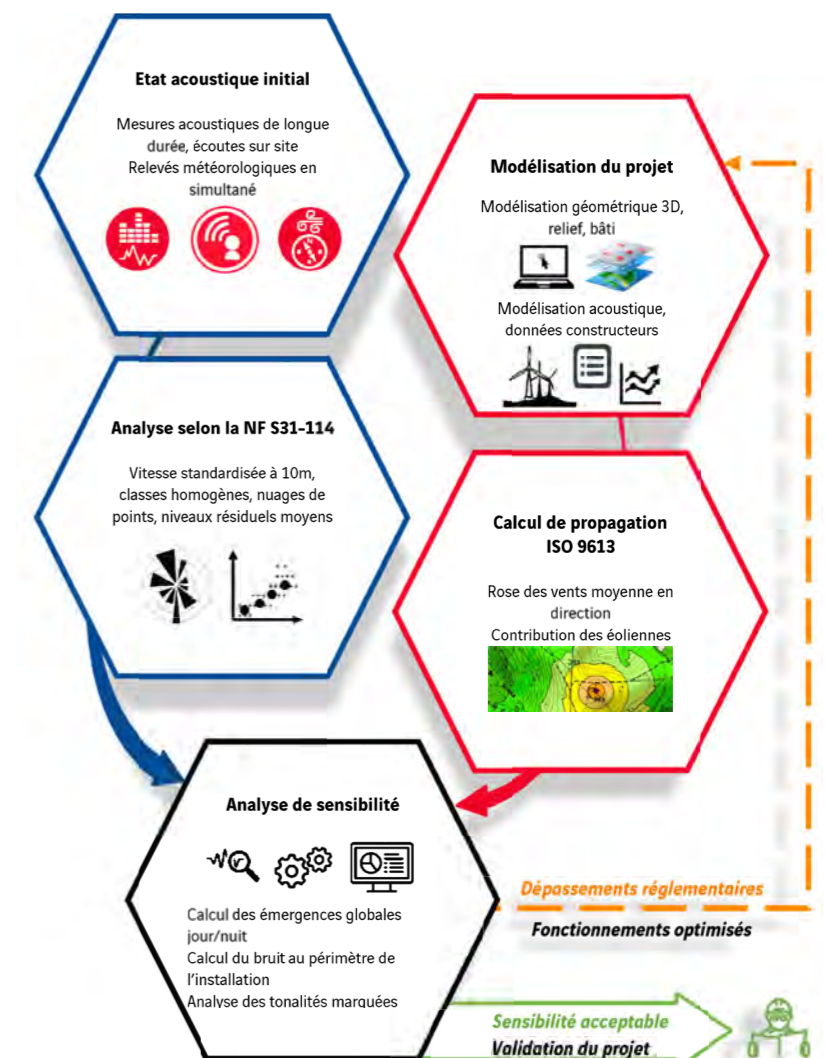 Etat acoustique initial
Mesures acoustiques de longue
durée, écoutes sur site
Relevés météorologiques en
simultané
Analyse selon la NF S31-114
Vitesse standardisée à 10m,
classes homogènes, nuages de
points, niveaux résiduels moyens
Modélisation du projet
Modélisation géométrique 3D,
relief, bâti
Modélisation acoustique,
données constructeurs
Calcul de propagation
ISO 9613
Rose des vents moyenne en
direction
Contribution des éoliennes
Analyse de sensibilité
Calcul des émergences globales
jour/nuit
Calcul du bruit au périmètre de
l'installation
Analyse des tonalités marquées
Dépassements réglementaires
Fonctionnements optimisés
Sensibilité acceptable
Validation du projet